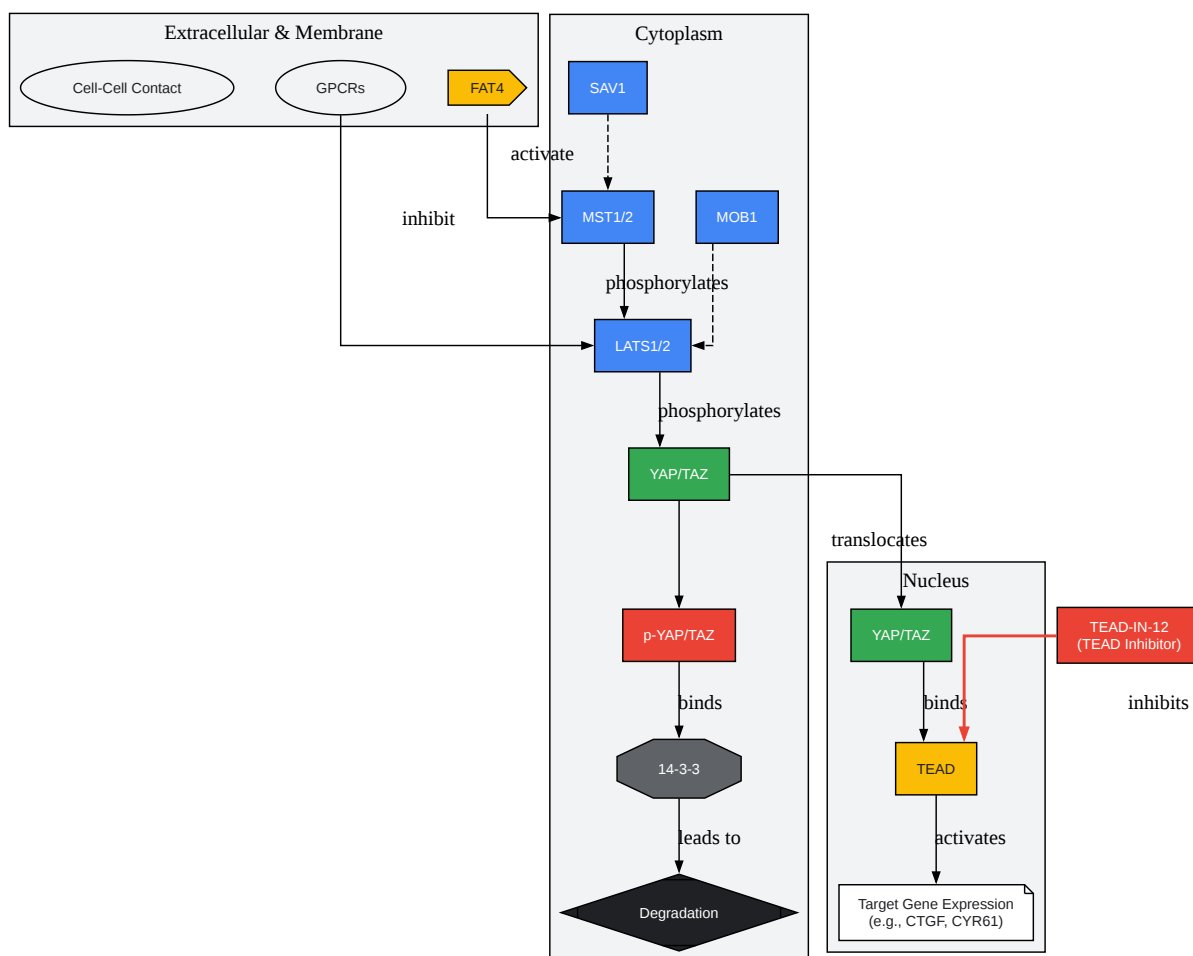 Extracellular & Membrane
Cell-Cell Contact
GPCRs
FAT4
Cytoplasm
SAV1
activate
inhibit
MST1/2
MOB1
phosphorylates
LATS1/2
phosphorylates
YAP/TAZ
translocates
Nucleus
p-YAP/TAZ
YAP/TAZ
TEAD-IN-12
(TEAD Inhibitor)
binds
binds
inhibits
14-3-3
TEAD
leads to
activates
Degradation
Target Gene Expression
(e.g., CTGF, CYR61)